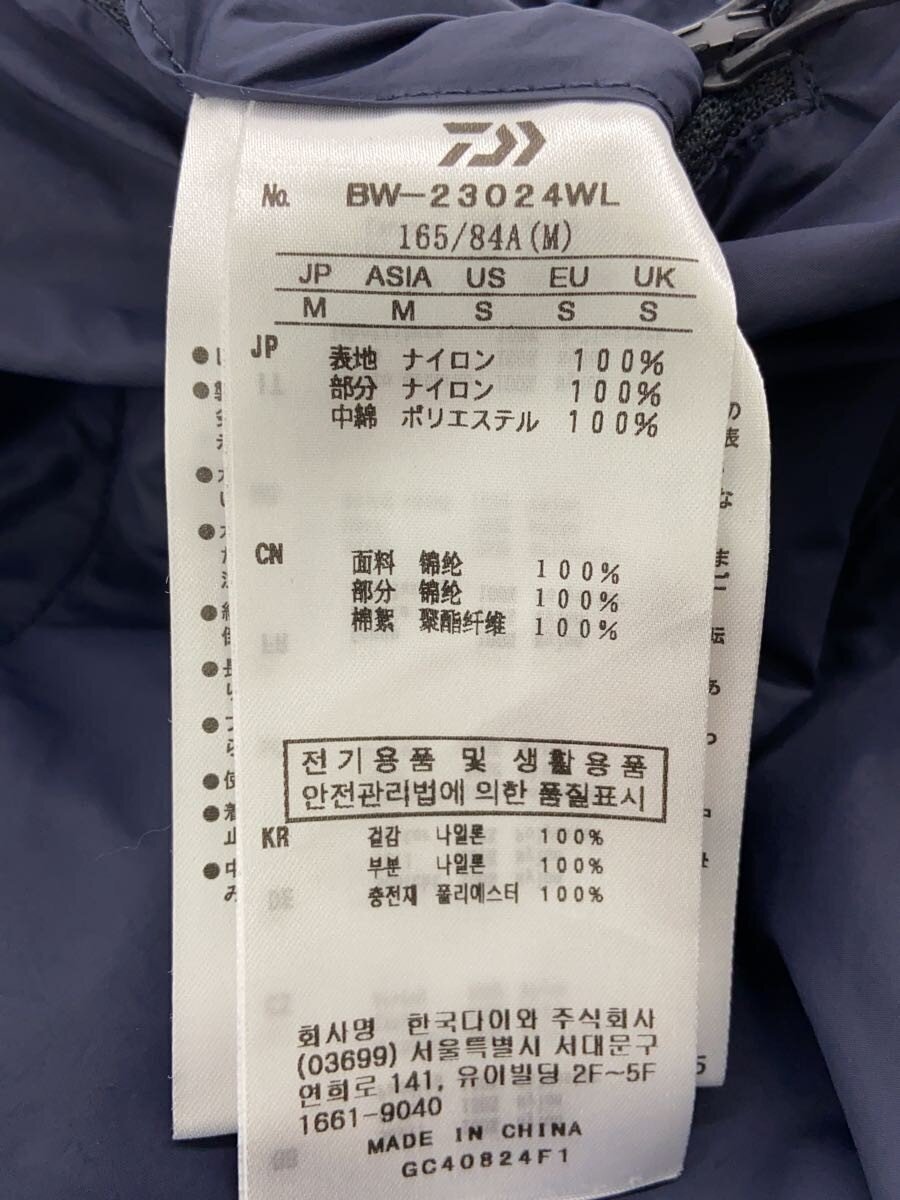 No. BW-23024WL
165/84A(M)
JP ASIA US EU UK
M M S S S
JP 表地 ナイロン 100%
部分 ナイロン 100%
中綿 ポリエステル 100%
CN 面料 锦纶 100%
部分 锦纶 100%
棉絮 聚酯纤维 100%
전기용품 및 생활용품
안전관리법에 의한 품질표시
KR 겉감 나일론 100%
부분 나일론 100%
충전재 폴리에스터 100%
회사명 한국다이와 주식회사
(03699) 서울특별시 서대문구
연희로 141, 유이빌딩 2F~5F
1661-9040
MADE IN CHINA
GC40824F1